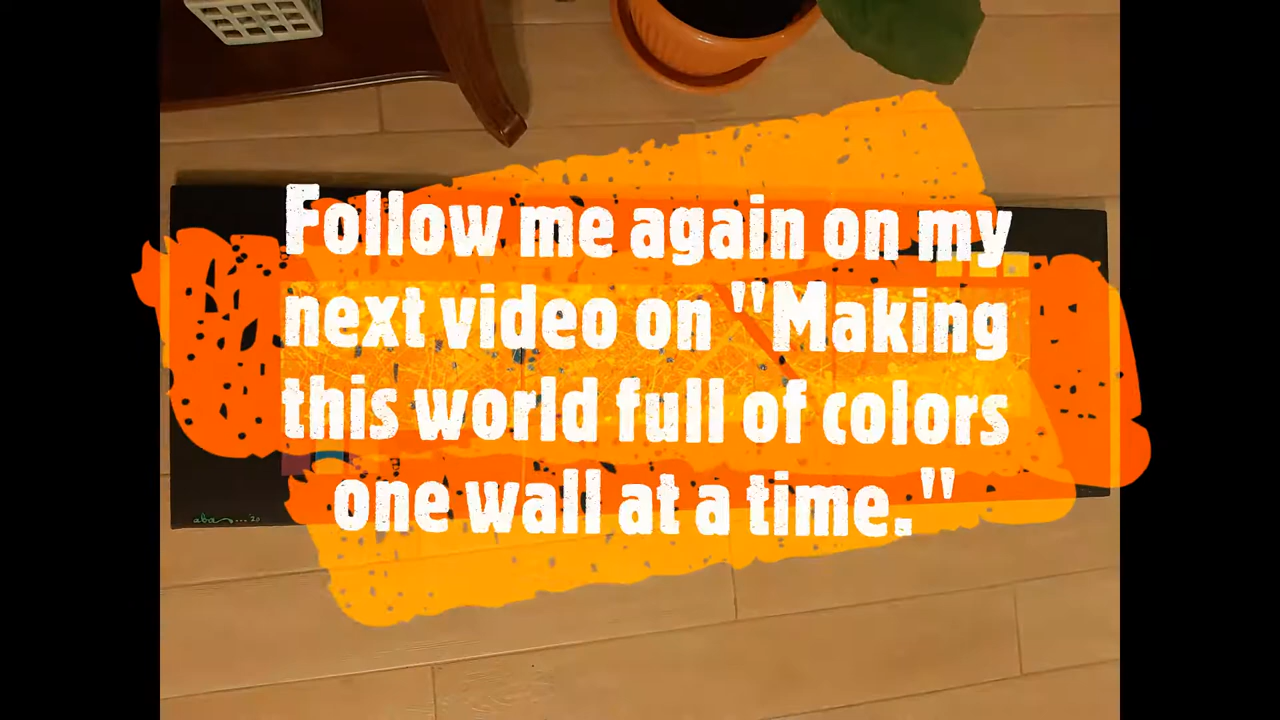 Follow me again on my
next video on "Making
this world full of colors
one wall at a time."